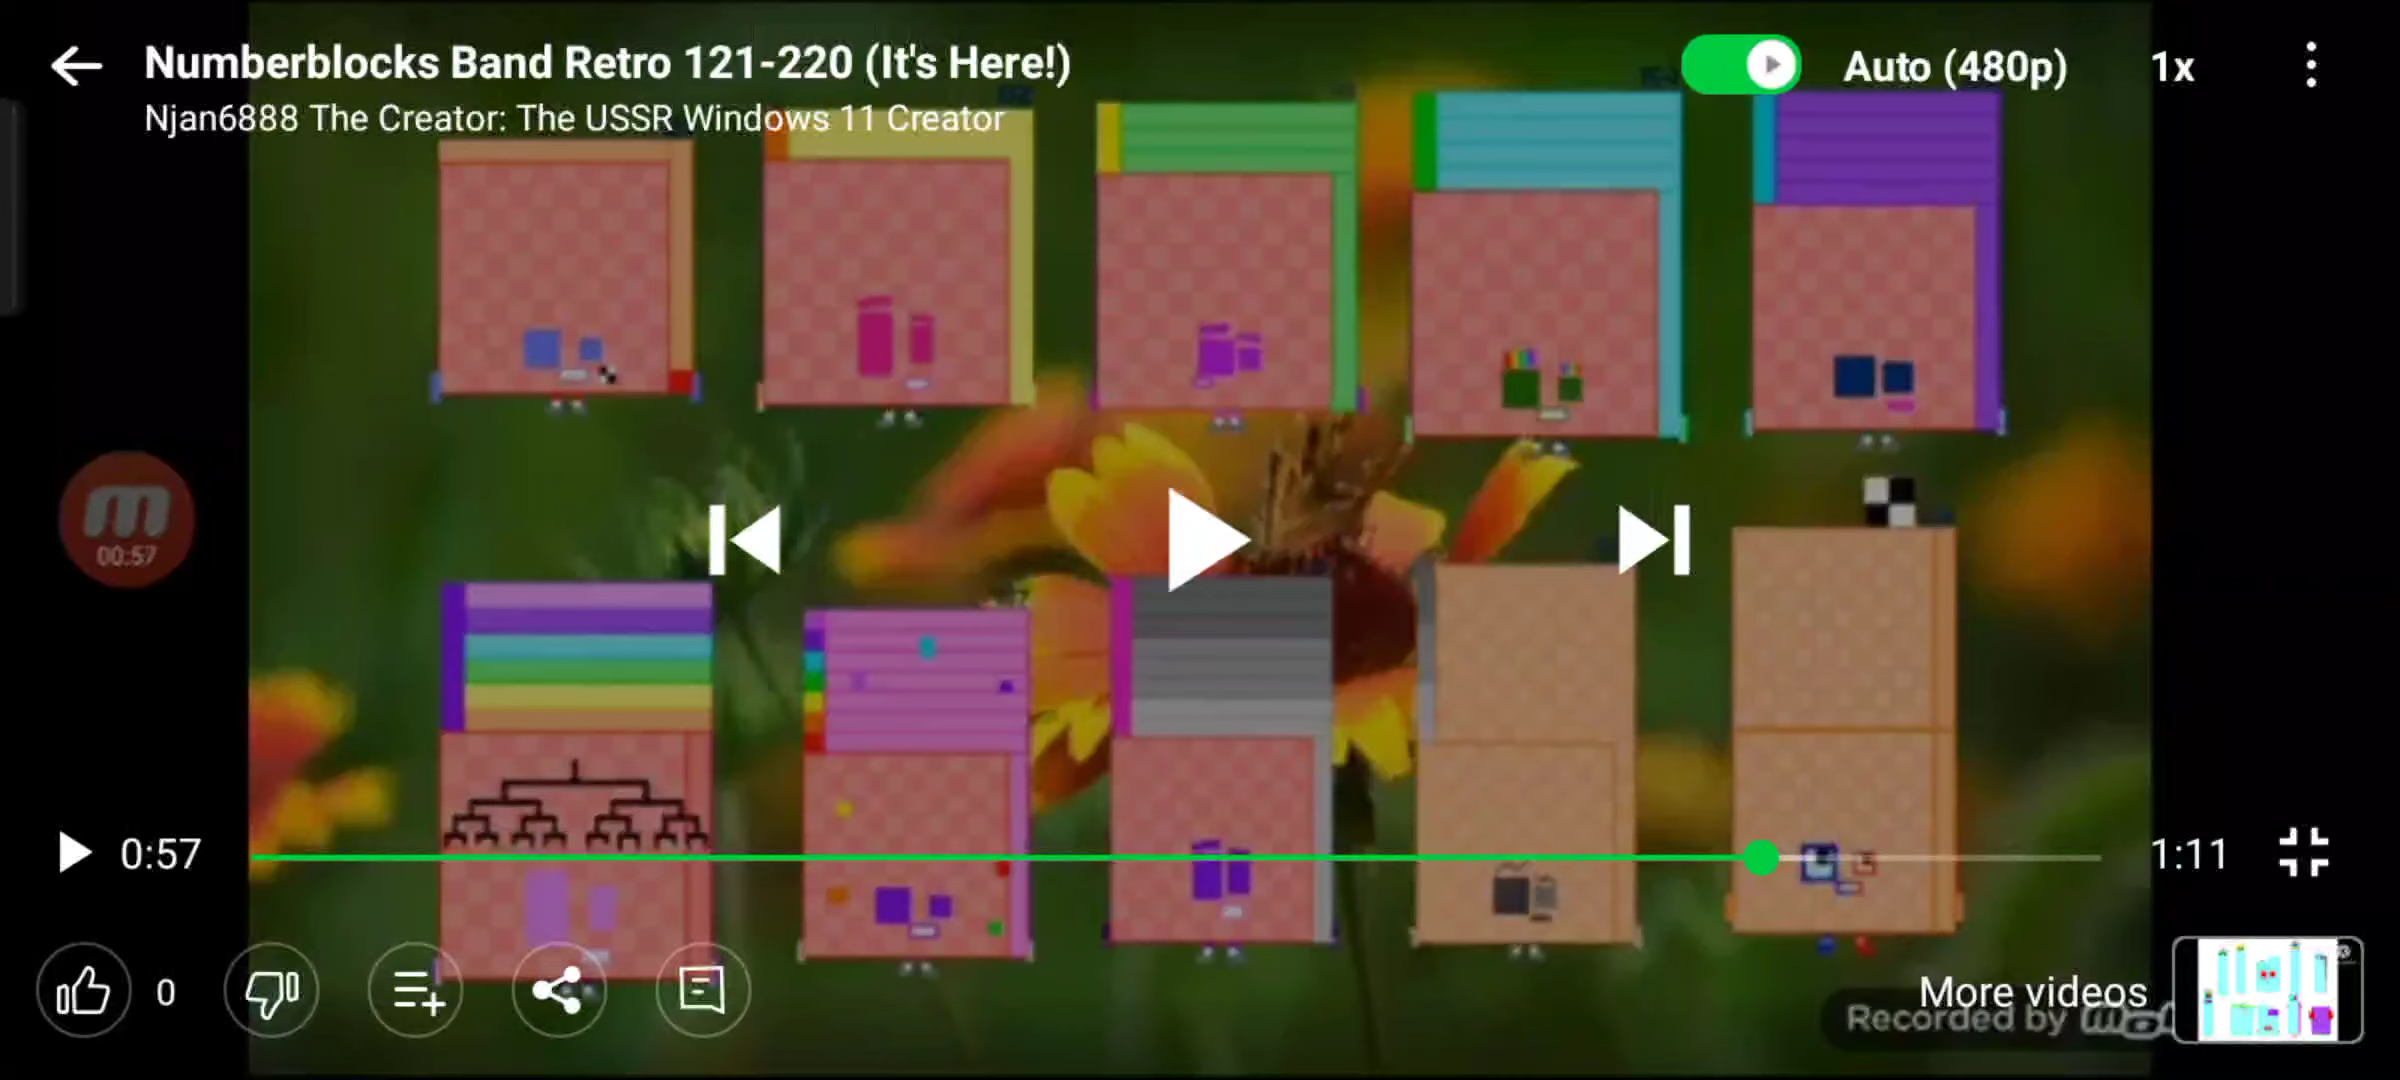 Numberblocks Band Retro 121-220 (It's Here!)
Auto (480p)
1x
Njan6888 The Creator: The USSR Windows 11 Creator
00:57
0:57
1:11
0
More videos
Recorded by